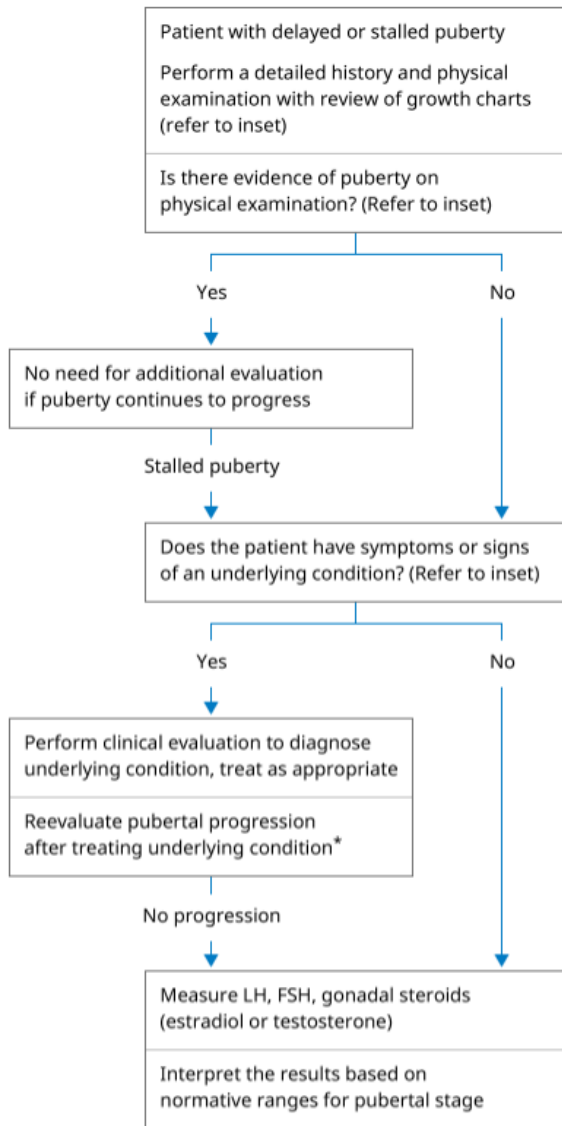 Patient with delayed or stalled puberty
Perform a detailed history and physical
examination with review of growth charts
(refer to inset)
Is there evidence of puberty on
physical examination? (Refer to inset)
Yes
No
No need for additional evaluation
if puberty continues to progress
Stalled puberty
Does the patient have symptoms or signs
of an underlying condition? (Refer to inset)
Yes
No
Perform clinical evaluation to diagnose
underlying condition, treat as appropriate
Reevaluate pubertal progression
after treating underlying condition*
No progression
Measure LH, FSH, gonadal steroids
(estradiol or testosterone)
Interpret the results based on
normative ranges for pubertal stage